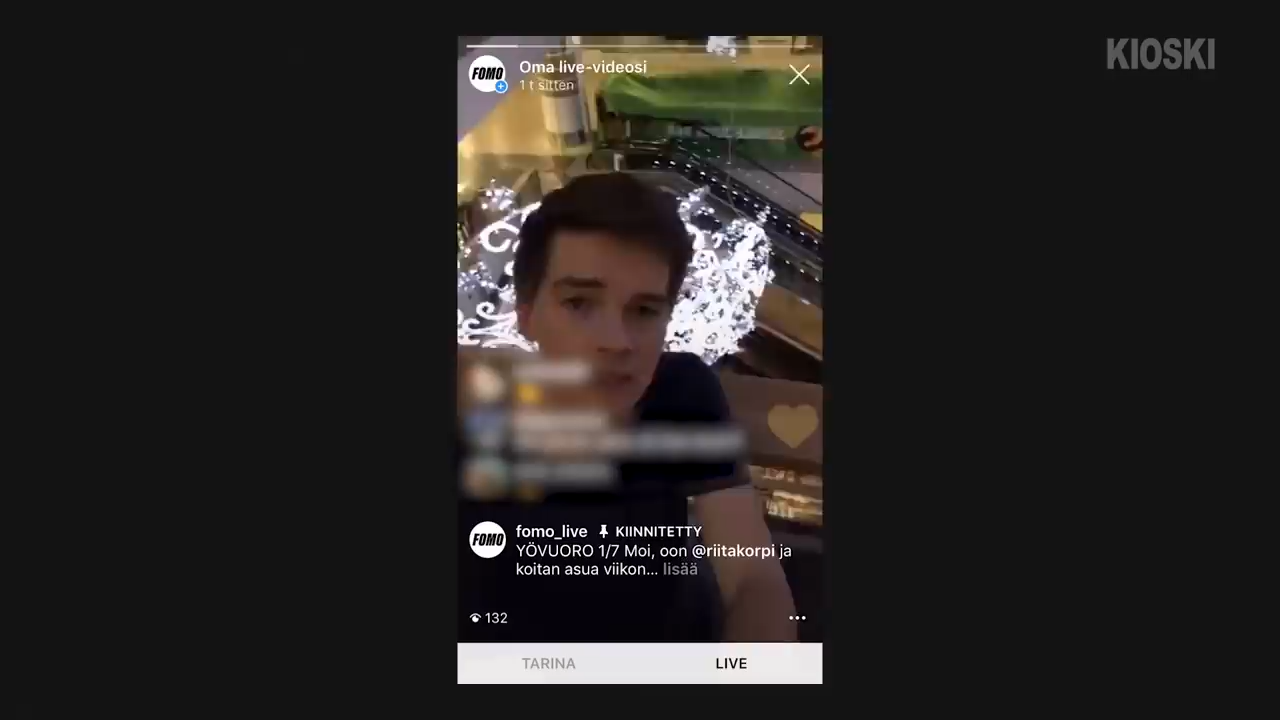 KIOSKI
FOMO
Oma live-videosi
1 t sitten
FOMO
fomo_live KIINNITETTY
YÖVUORO 1/7 Moi, oon @riitakorpi ja
koitan asua viikon... lisää
132
TARINA
LIVE